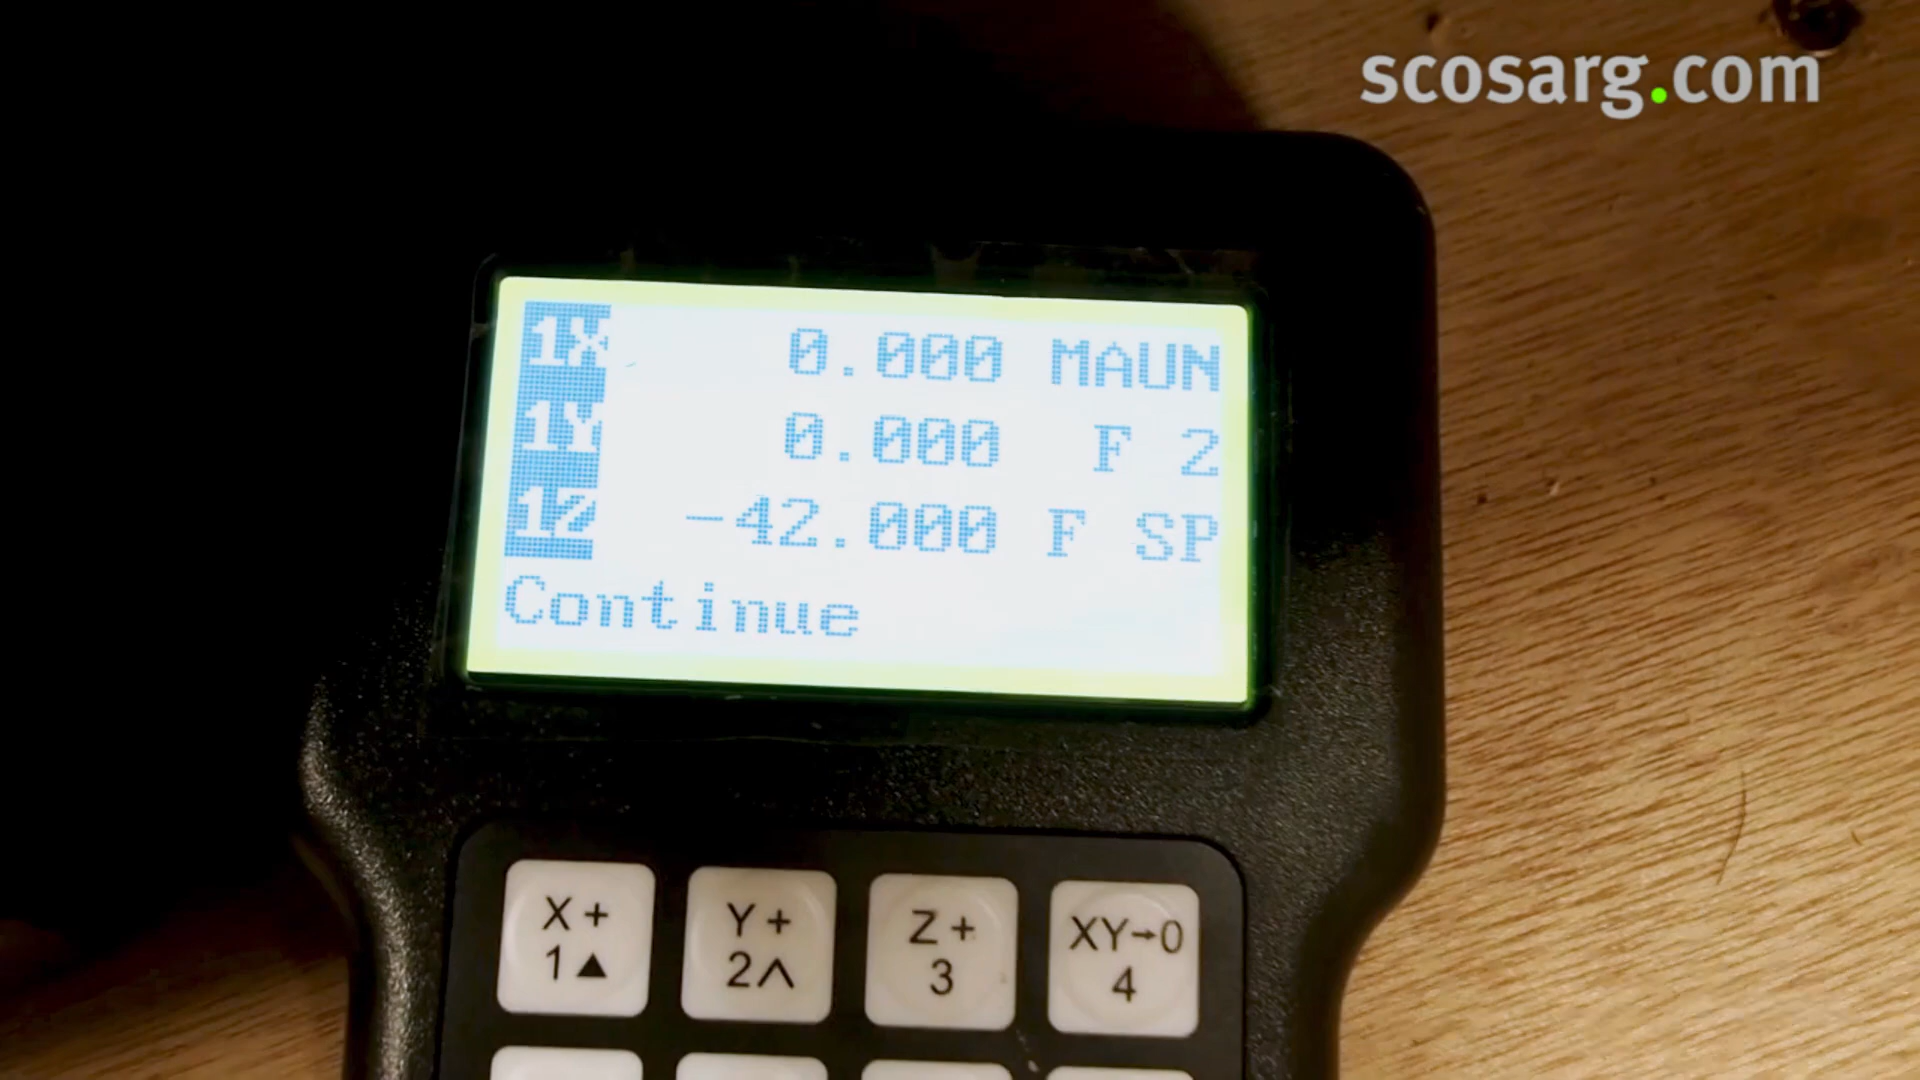 scosarg.com
1X 0.000 MAUN
1Y 0.000 F 2
1Z -42.000 F SP
Continue
X+ Y+ Z+ XY→0
1▲ 2∧ 3 4